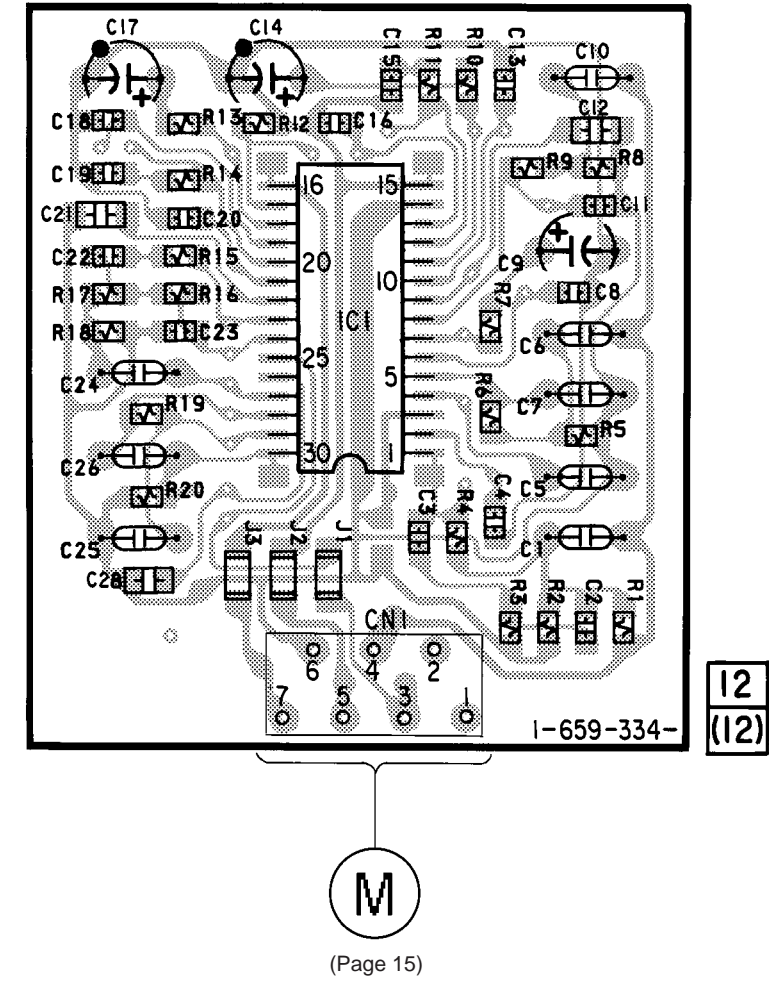 C17 C14 C15 R11 R10 C13 C10
C18 R13 R12 C16 C12
C19 R14 R9 R8
16 15
C21 C20 C11
C22 R15 20 C9
R17 R16 10 R7 C8
R18 C23 IC1 C6
25
C24 5 R6 C7
R19 R5
C26 30 1
R20 C3 R4 C4 C5
C25 J3 J2 J1 C1
C28
CN1 R3 R2 C2 R1
6 4 2
7 5 3 1
1-659-334-
12
(12)
M
(Page 15)